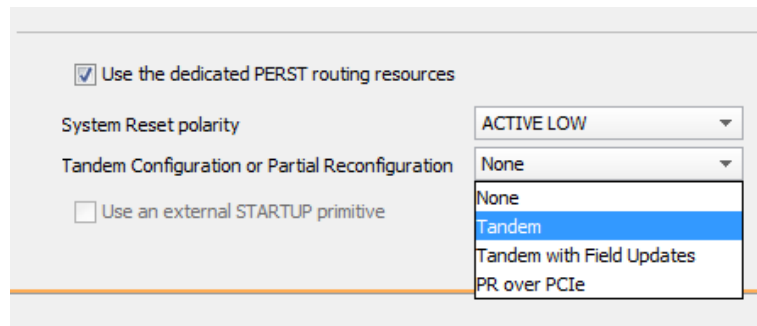 Use the dedicated PERST routing resources
System Reset polarity ACTIVE LOW
Tandem Configuration or Partial Reconfiguration None
None
Use an external STARTUP primitive
Tandem
Tandem with Field Updates
PR over PCIe